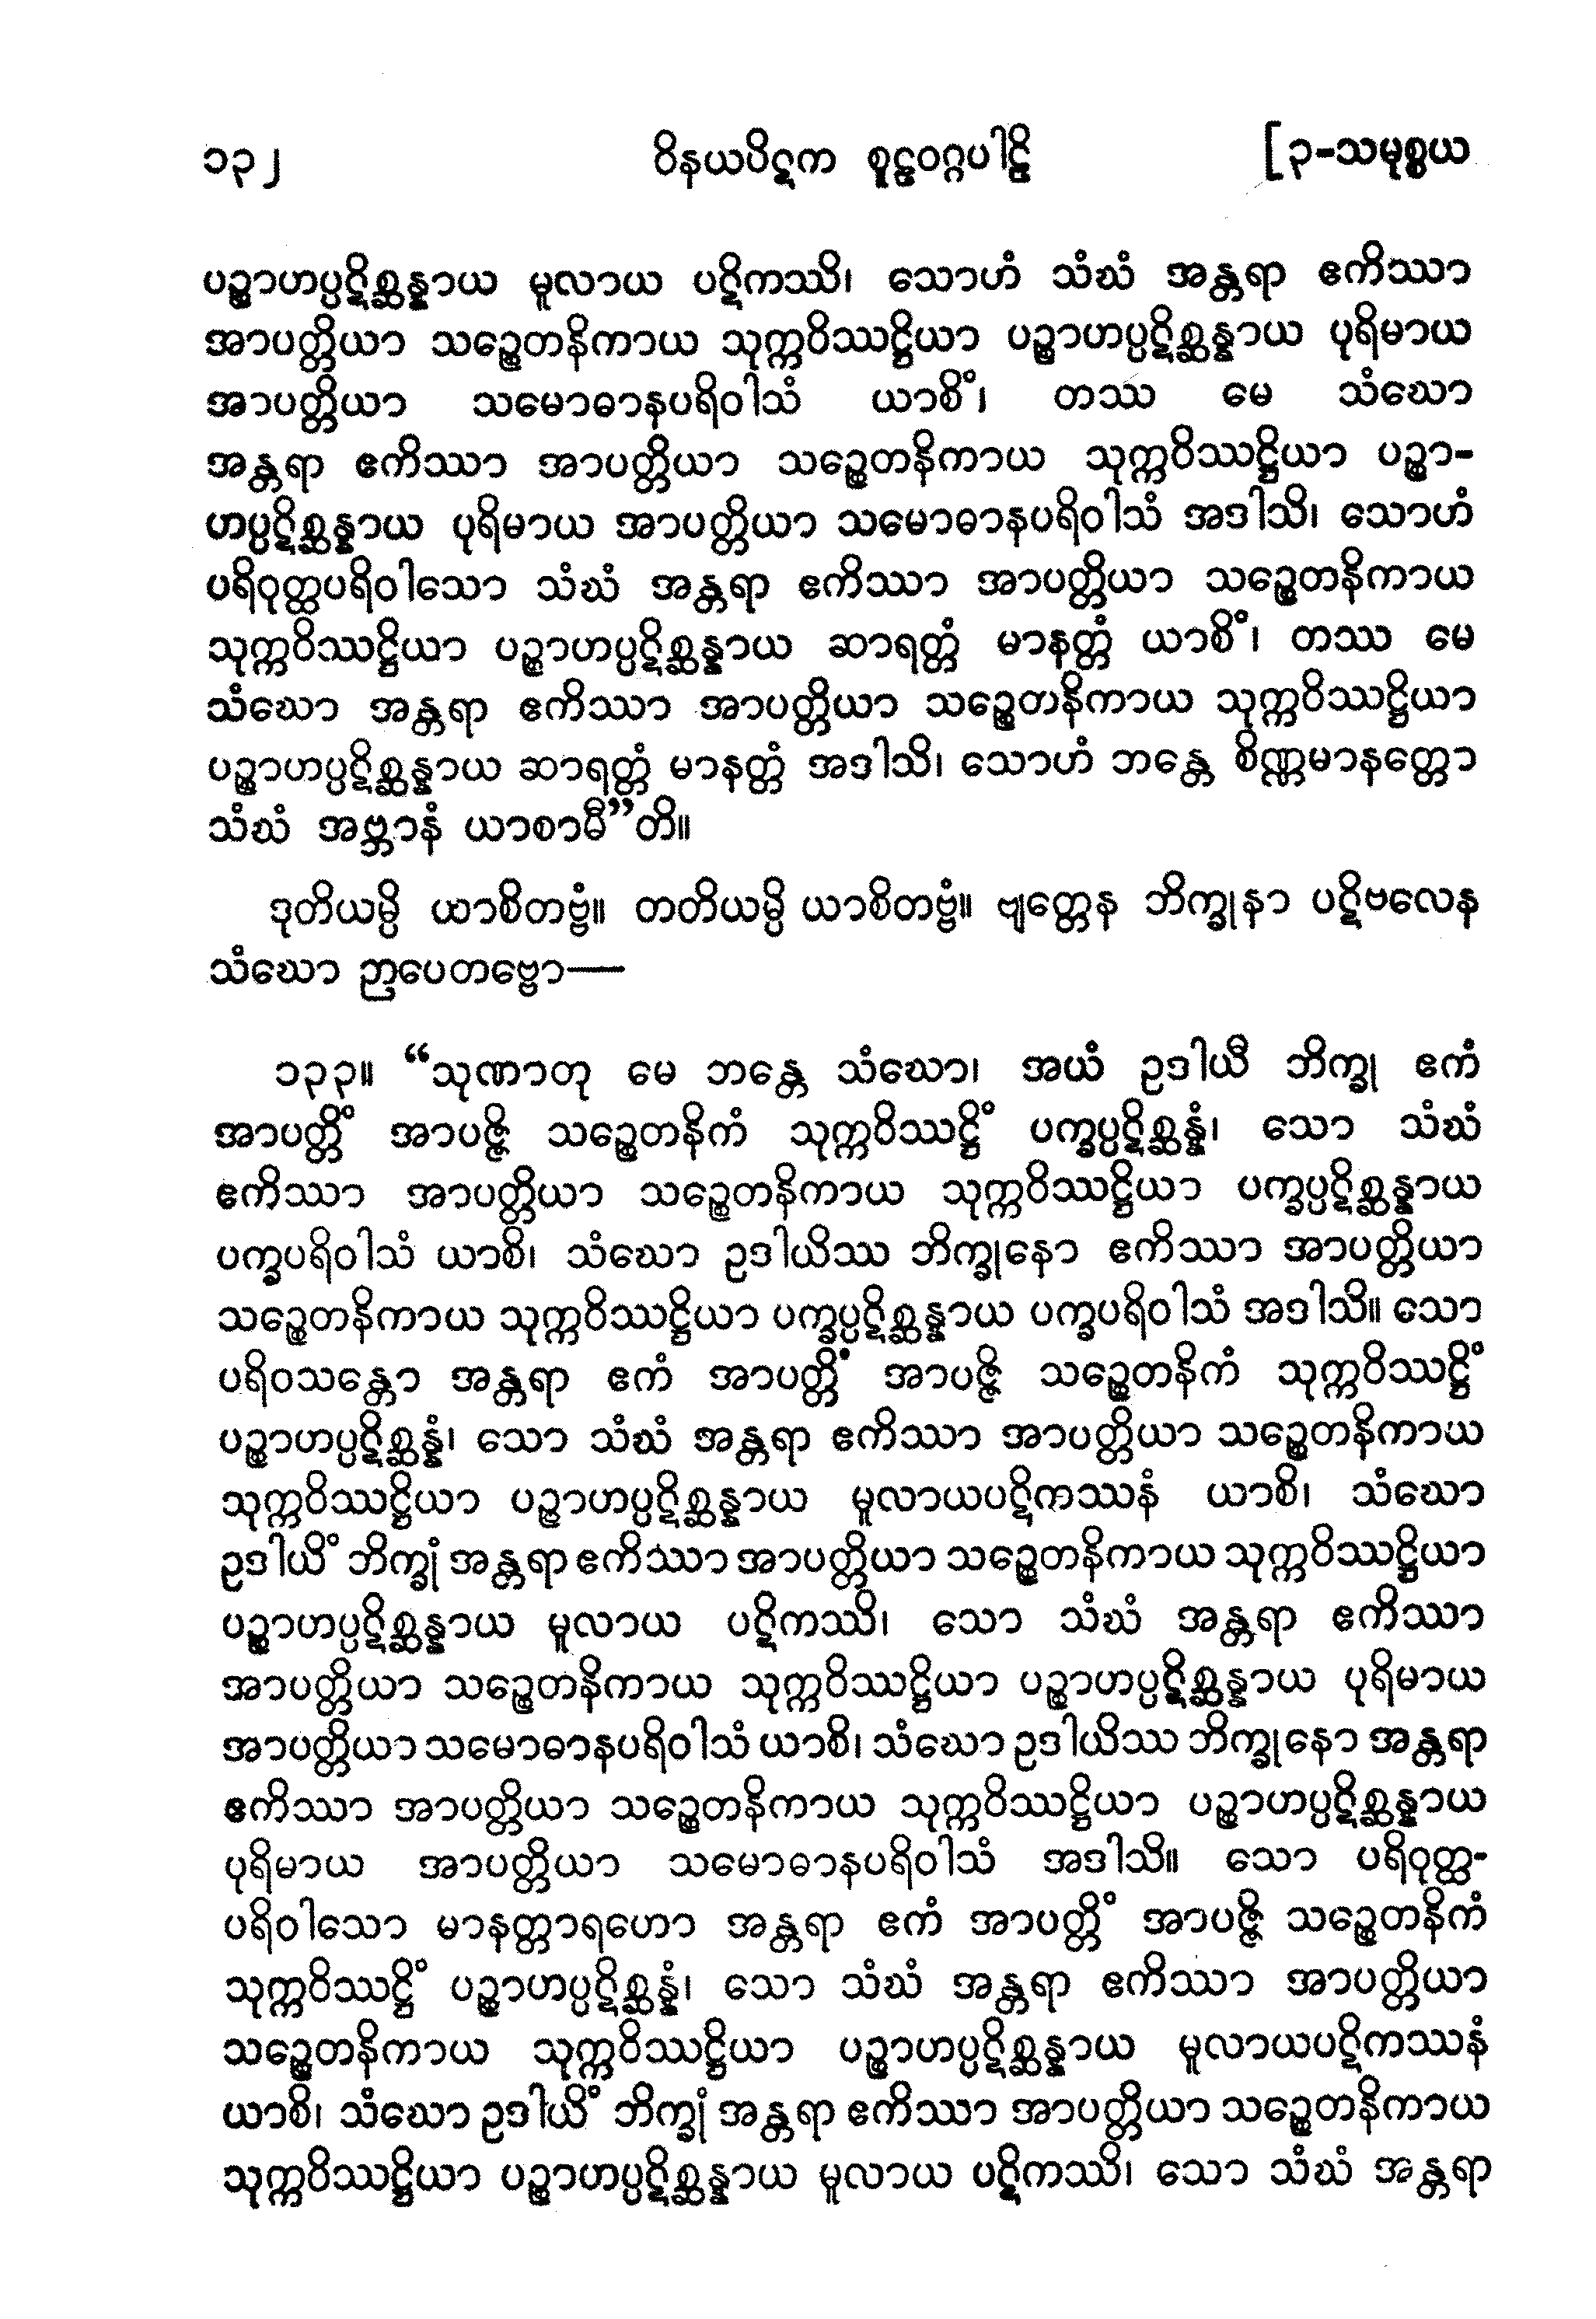 ၁၃၂ ဝိနယပိဋက စူဠဝဂ္ဂပါဠိ [၃-သမုစ္စယ
ပဉ္စာဟပ္ပဋိစ္ဆန္နာယ မူလာယ ပဋိကဿိ၊ သောဟံ သံဃံ အန္တရာ ဧကိဿာ
အာပတ္တိယာ သဉ္စေတနိကာယ သုက္ကဝိဿဋ္ဌိယာ ပဉ္စာဟပ္ပဋိစ္ဆန္နာယ ပုရိမာယ
အာပတ္တိယာ သမောဓာနပရိဝါသံ ယာစိံ၊ တဿ မေ သံဃော
အန္တရာ ဧကိဿာ အာပတ္တိယာ သဉ္စေတနိကာယ သုက္ကဝိဿဋ္ဌိယာ ပဉ္စာ-
ဟပ္ပဋိစ္ဆန္နာယ ပုရိမာယ အာပတ္တိယာ သမောဓာနပရိဝါသံ အဒါသိ၊ သောဟံ
ပရိဝုတ္ထပရိဝါသော သံဃံ အန္တရာ ဧကိဿာ အာပတ္တိယာ သဉ္စေတနိကာယ
သုက္ကဝိဿဋ္ဌိယာ ပဉ္စာဟပ္ပဋိစ္ဆန္နာယ ဆာရတ္တံ မာနတ္တံ ယာစိံ၊ တဿ မေ
သံဃော အန္တရာ ဧကိဿာ အာပတ္တိယာ သဉ္စေတနိကာယ သုက္ကဝိဿဋ္ဌိယာ
ပဉ္စာဟပ္ပဋိစ္ဆန္နာယ ဆာရတ္တံ မာနတ္တံ အဒါသိ၊ သောဟံ ဘန္တေ စိဏ္ဏမာနတ္တော
သံဃံ အဗ္ဘာနံ ယာစာမီ”တိ။
ဒုတိယမ္ပိ ယာစိတဗ္ဗံ။ တတိယမ္ပိ ယာစိတဗ္ဗံ။ ဗျတ္တေန ဘိက္ခုနာ ပဋိဗလေန
သံဃော ဉာပေတဗ္ဗော—
၁၃၃။ “သုဏာတု မေ ဘန္တေ သံဃော၊ အယံ ဥဒါယီ ဘိက္ခု ဧကံ
အာပတ္တိံ အာပဇ္ဇိ သဉ္စေတနိကံ သုက္ကဝိဿဋ္ဌိံ ပက္ခပ္ပဋိစ္ဆန္နံ၊ သော သံဃံ
ဧကိဿာ အာပတ္တိယာ သဉ္စေတနိကာယ သုက္ကဝိဿဋ္ဌိယာ ပက္ခပ္ပဋိစ္ဆန္နာယ
ပက္ခပရိဝါသံ ယာစိ၊ သံဃော ဥဒါယိဿ ဘိက္ခုနော ဧကိဿာ အာပတ္တိယာ
သဉ္စေတနိကာယ သုက္ကဝိဿဋ္ဌိယာ ပက္ခပ္ပဋိစ္ဆန္နာယ ပက္ခပရိဝါသံ အဒါသိ။ သော
ပရိဝသန္တော အန္တရာ ဧကံ အာပတ္တိံ အာပဇ္ဇိ သဉ္စေတနိကံ သုက္ကဝိဿဋ္ဌိံ
ပဉ္စာဟပ္ပဋိစ္ဆန္နံ၊ သော သံဃံ အန္တရာ ဧကိဿာ အာပတ္တိယာ သဉ္စေတနိကာယ
သုက္ကဝိဿဋ္ဌိယာ ပဉ္စာဟပ္ပဋိစ္ဆန္နာယ မူလာယပဋိကဿနံ ယာစိ၊ သံဃော
ဥဒါယိံ ဘိက္ခုံ အန္တရာ ဧကိဿာ အာပတ္တိယာ သဉ္စေတနိကာယ သုက္ကဝိဿဋ္ဌိယာ
ပဉ္စာဟပ္ပဋိစ္ဆန္နာယ မူလာယ ပဋိကဿိ၊ သော သံဃံ အန္တရာ ဧကိဿာ
အာပတ္တိယာ သဉ္စေတနိကာယ သုက္ကဝိဿဋ္ဌိယာ ပဉ္စာဟပ္ပဋိစ္ဆန္နာယ ပုရိမာယ
အာပတ္တိယာ သမောဓာနပရိဝါသံ ယာစိ၊ သံဃော ဥဒါယိဿ ဘိက္ခုနော အန္တရာ
ဧကိဿာ အာပတ္တိယာ သဉ္စေတနိကာယ သုက္ကဝိဿဋ္ဌိယာ ပဉ္စာဟပ္ပဋိစ္ဆန္နာယ
ပုရိမာယ အာပတ္တိယာ သမောဓာနပရိဝါသံ အဒါသိ။ သော ပရိဝုတ္ထ-
ပရိဝါသော မာနတ္တာရဟော အန္တရာ ဧကံ အာပတ္တိံ အာပဇ္ဇိ သဉ္စေတနိကံ
သုက္ကဝိဿဋ္ဌိံ ပဉ္စာဟပ္ပဋိစ္ဆန္နံ၊ သော သံဃံ အန္တရာ ဧကိဿာ အာပတ္တိယာ
သဉ္စေတနိကာယ သုက္ကဝိဿဋ္ဌိယာ ပဉ္စာဟပ္ပဋိစ္ဆန္နာယ မူလာယပဋိကဿနံ
ယာစိ၊ သံဃော ဥဒါယိံ ဘိက္ခုံ အန္တရာ ဧကိဿာ အာပတ္တိယာ သဉ္စေတနိကာယ
သုက္ကဝိဿဋ္ဌိယာ ပဉ္စာဟပ္ပဋိစ္ဆန္နာယ မူလာယ ပဋိကဿိ၊ သော သံဃံ အန္တရာ